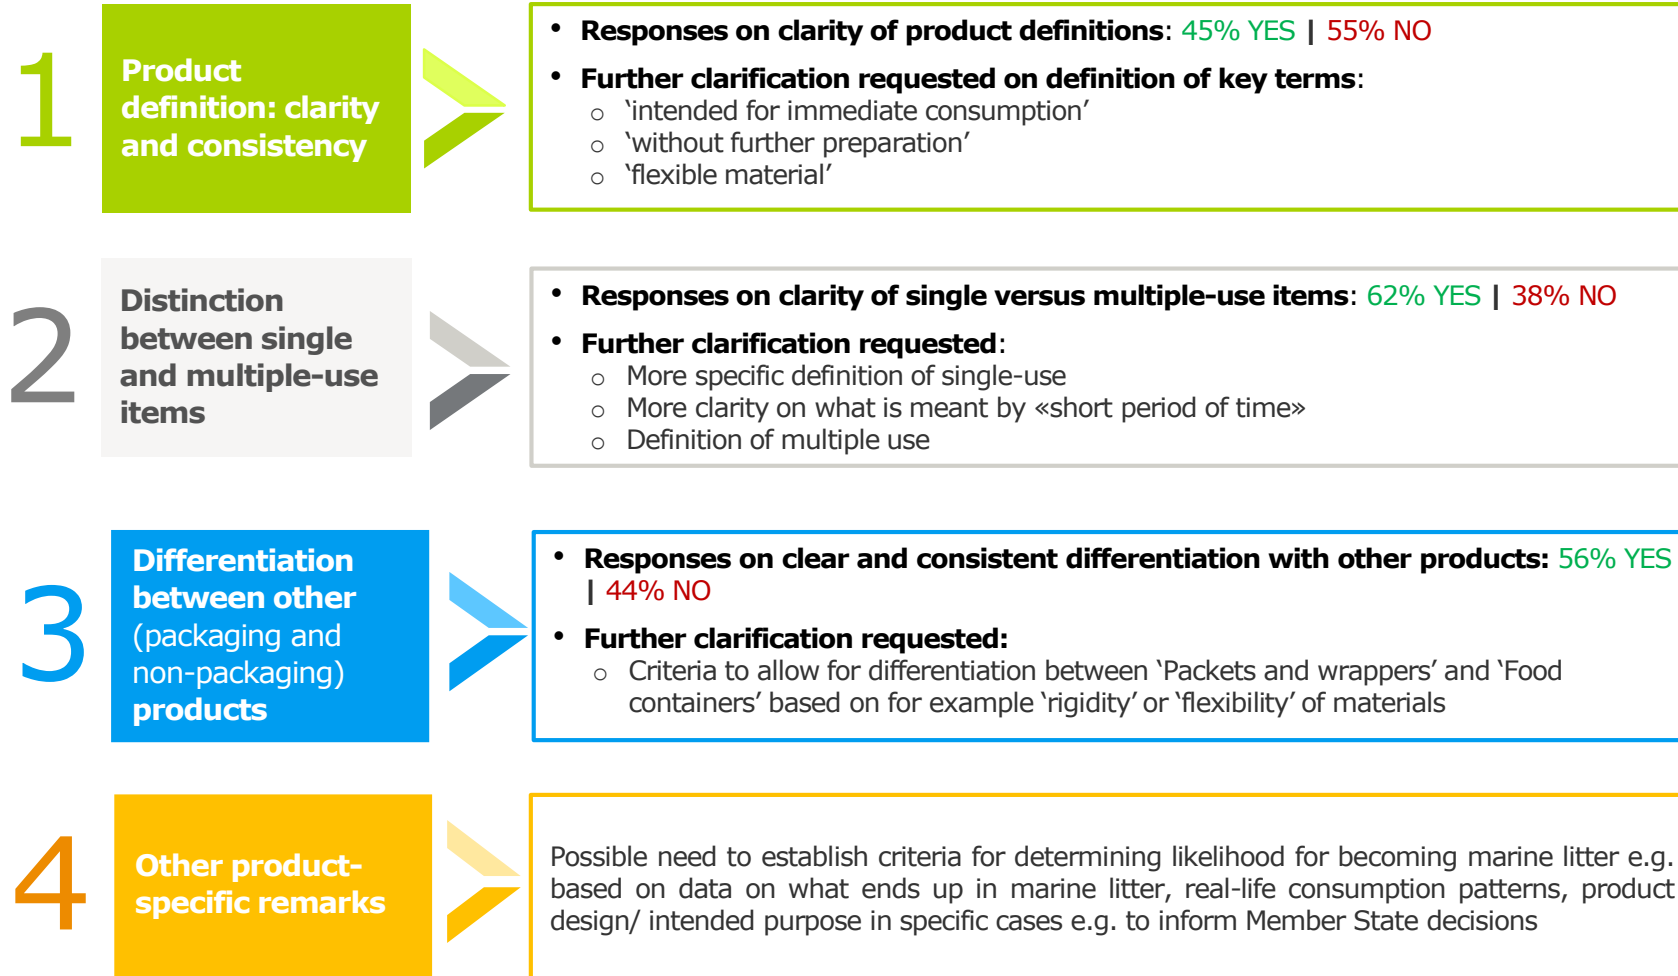 1
Product
definition: clarity
and consistency
• Responses on clarity of product definitions: 45% YES | 55% NO
• Further clarification requested on definition of key terms:
o ‘intended for immediate consumption’
o ‘without further preparation’
o ‘flexible material’
2
Distinction
between single
and multiple-use
items
• Responses on clarity of single versus multiple-use items: 62% YES | 38% NO
• Further clarification requested:
o More specific definition of single-use
o More clarity on what is meant by «short period of time»
o Definition of multiple use
3
Differentiation
between other
(packaging and
non-packaging)
products
• Responses on clear and consistent differentiation with other products: 56% YES
| 44% NO
• Further clarification requested:
o Criteria to allow for differentiation between ‘Packets and wrappers’ and ‘Food
containers’ based on for example ‘rigidity’ or ‘flexibility’ of materials
4
Other product-
specific remarks
Possible need to establish criteria for determining likelihood for becoming marine litter e.g.
based on data on what ends up in marine litter, real-life consumption patterns, product
design/ intended purpose in specific cases e.g. to inform Member State decisions